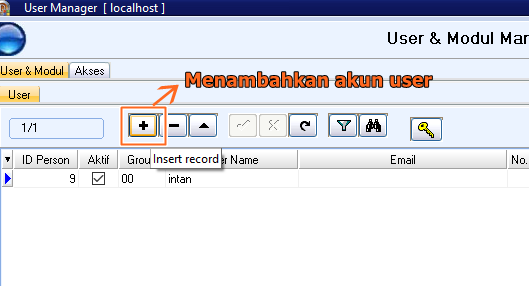 User Manager [ localhost ]
User & Modul Mar
User & Modul Akses
Menambahkan akun user
User
1/1
Insert record
ID Person Aktif Grou er Name Email No.
9 00 intan